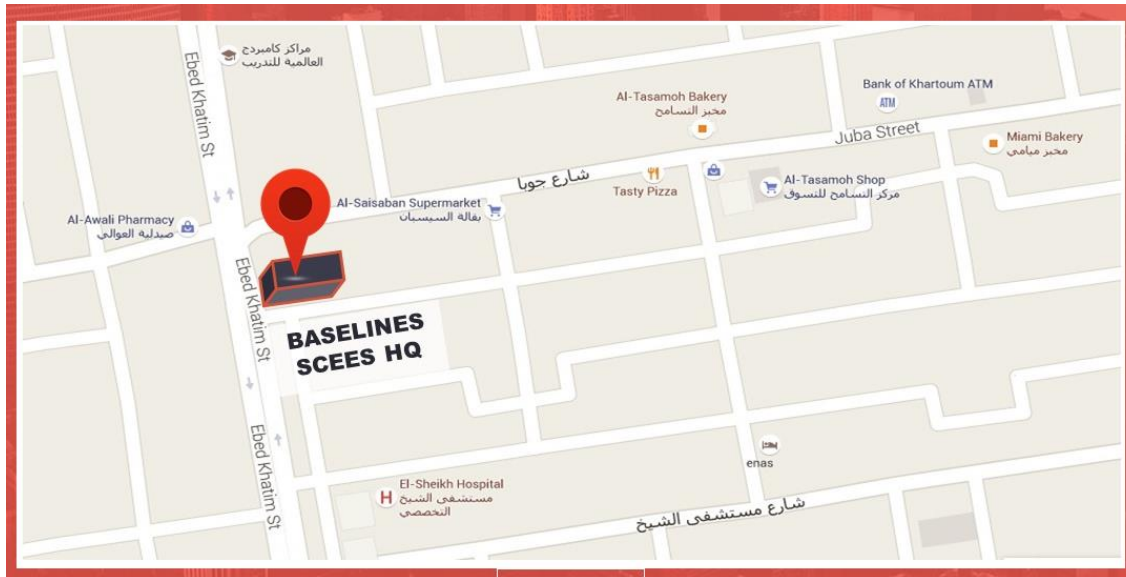 Ebed Khatim St
مراكز كامبردج
العالمية للتدريب
Bank of Khartoum ATM
ATM
Al-Tasamoh Bakery
مخبز التسامح
Juba Street
Miami Bakery
مخبز ميامي
شارع جوبا
Tasty Pizza
Al-Tasamoh Shop
مركز التسامح للتسوق
Al-Saisaban Supermarket
بقالة السيسبان
Al-Awali Pharmacy
صيدلية العوالي
Ebed Khatim St
BASELINES
SCEES HQ
Ebed Khatim St
enas
El-Sheikh Hospital
مستشفى الشيخ
التخصصي
H
شارع مستشفى الشيخ